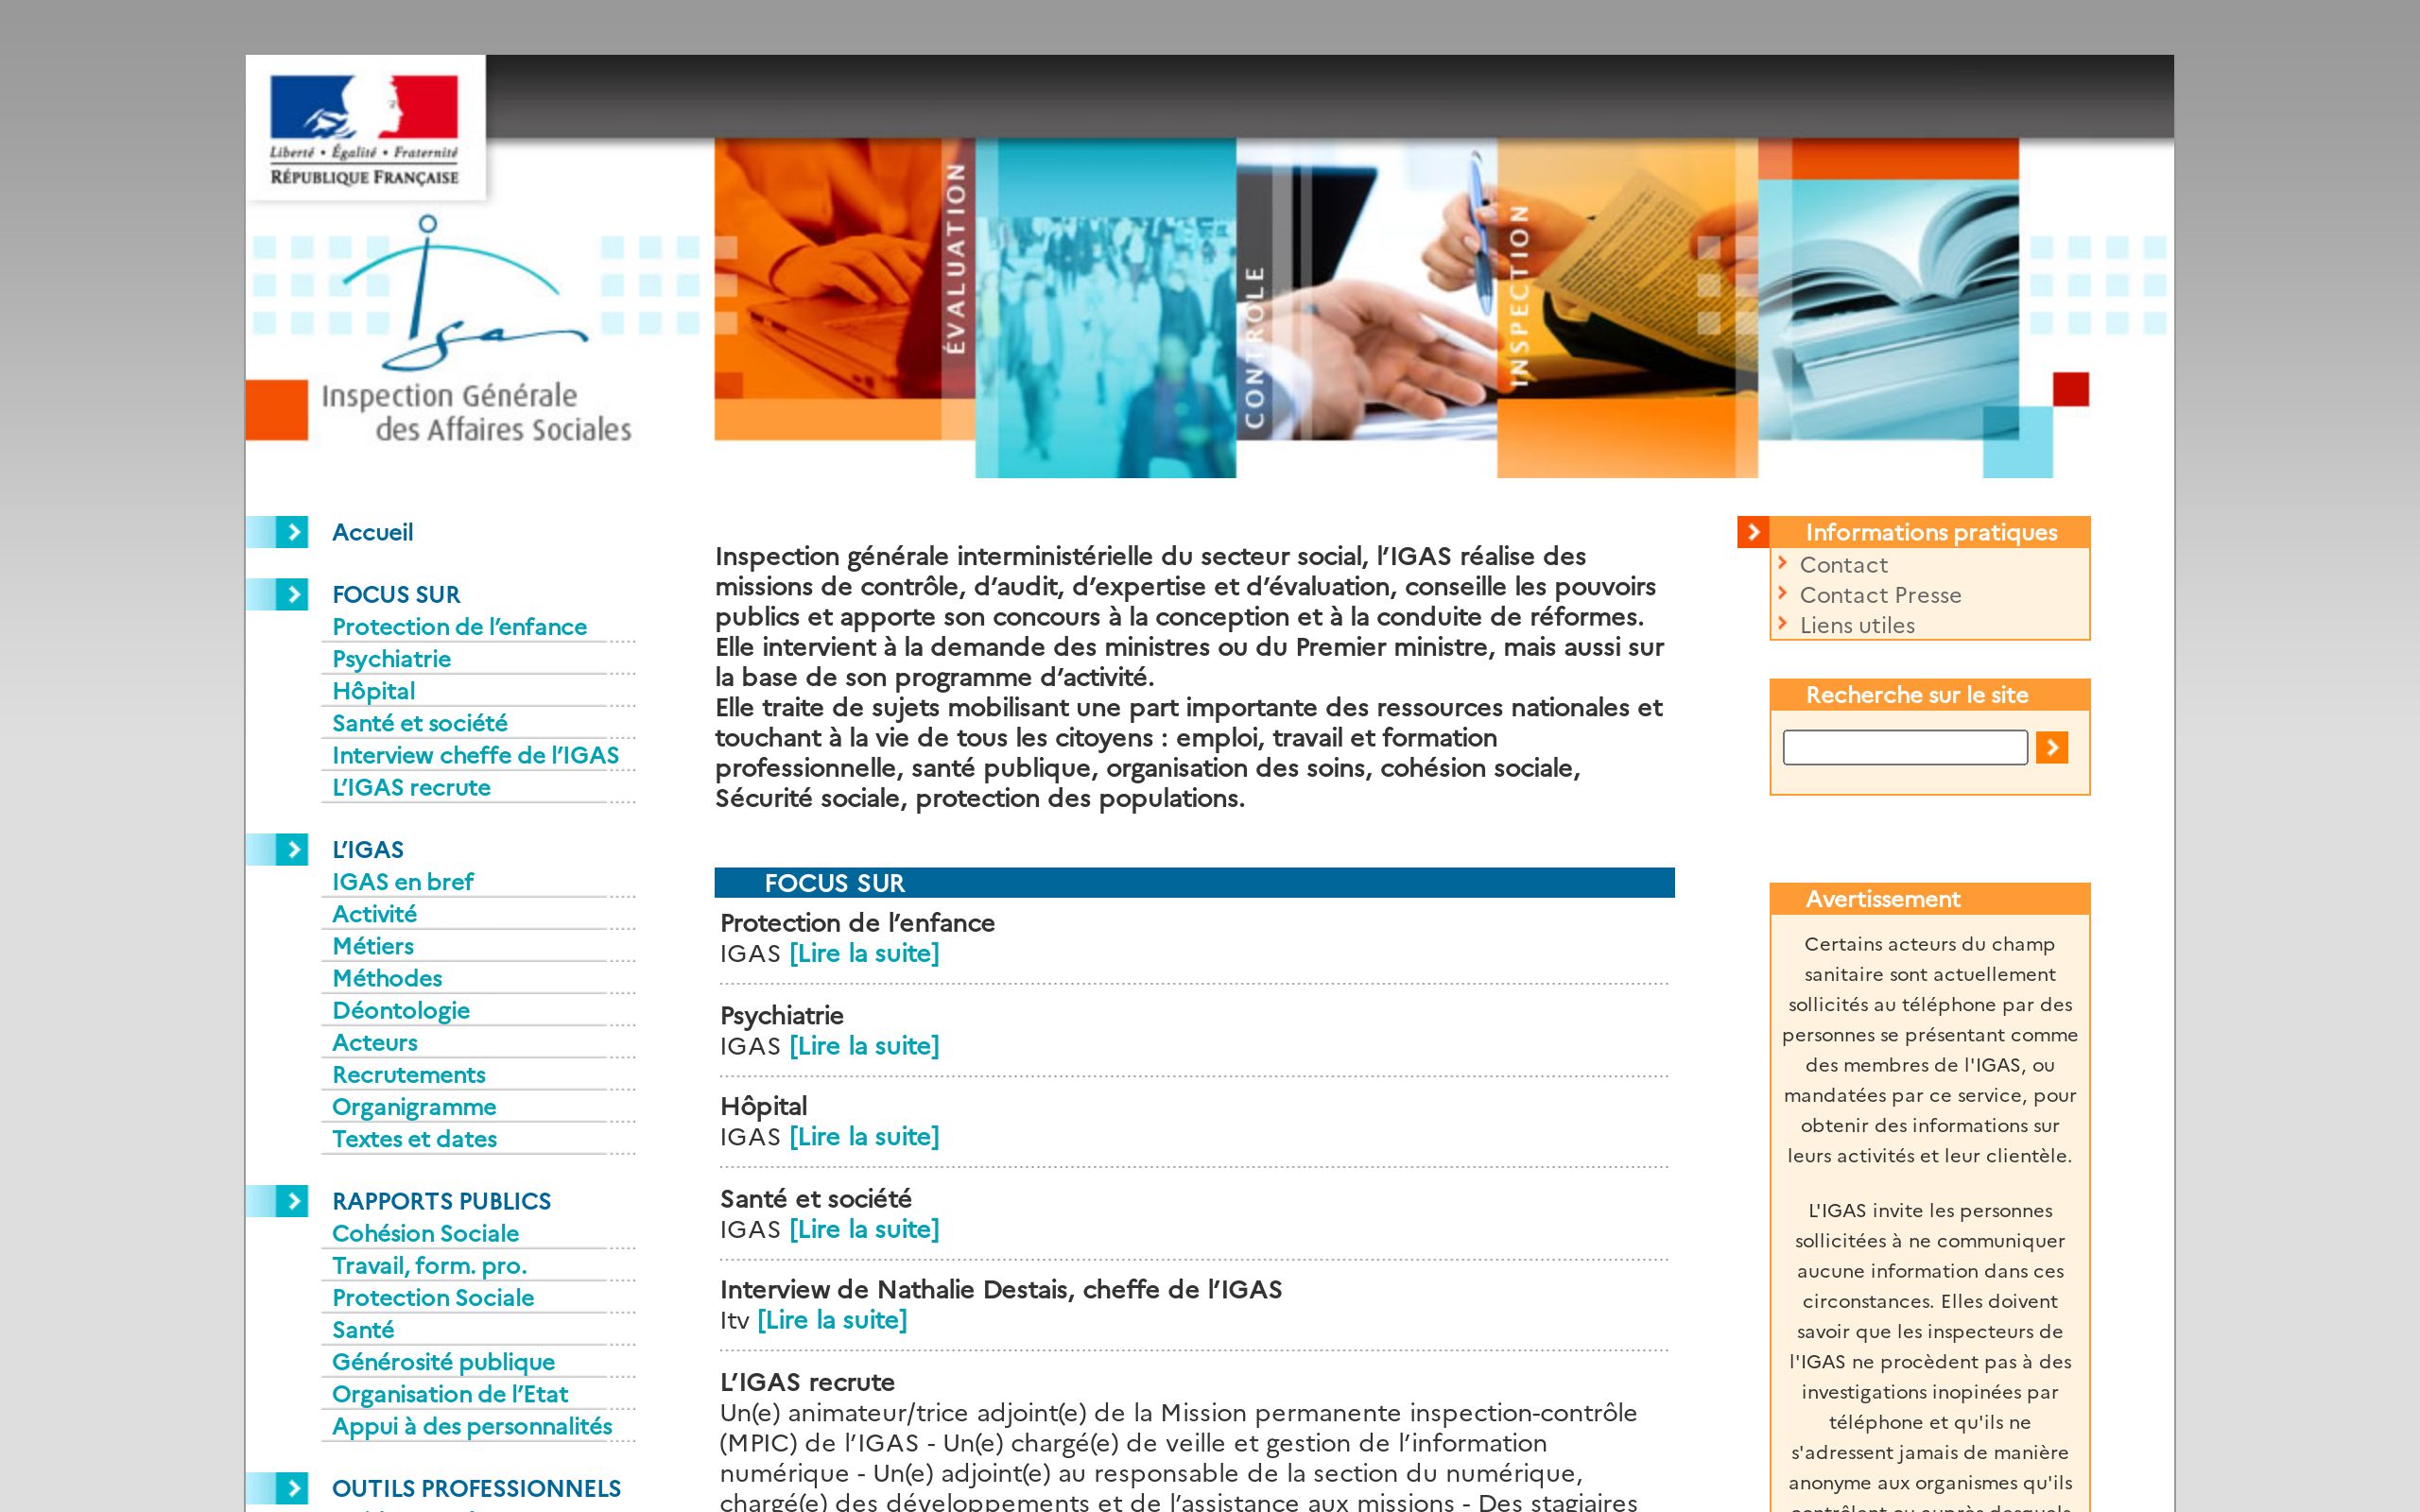 Liberté • Égalité • Fraternité
RÉPUBLIQUE FRANÇAISE
Igas
Inspection Générale
des Affaires Sociales
ÉVALUATION
CONTRÔLE
INSPECTION
Accueil
FOCUS SUR
Protection de l’enfance
Psychiatrie
Hôpital
Santé et société
Interview cheffe de l’IGAS
L’IGAS recrute
L’IGAS
IGAS en bref
Activité
Métiers
Méthodes
Déontologie
Acteurs
Recrutements
Organigramme
Textes et dates
RAPPORTS PUBLICS
Cohésion Sociale
Travail, form. pro.
Protection Sociale
Santé
Générosité publique
Organisation de l’Etat
Appui à des personnalités
OUTILS PROFESSIONNELS
Inspection générale interministérielle du secteur social, l’IGAS réalise des
missions de contrôle, d’audit, d’expertise et d’évaluation, conseille les pouvoirs
publics et apporte son concours à la conception et à la conduite de réformes.
Elle intervient à la demande des ministres ou du Premier ministre, mais aussi sur
la base de son programme d’activité.
Elle traite de sujets mobilisant une part importante des ressources nationales et
touchant à la vie de tous les citoyens : emploi, travail et formation
professionnelle, santé publique, organisation des soins, cohésion sociale,
Sécurité sociale, protection des populations.
FOCUS SUR
Protection de l’enfance
IGAS [Lire la suite]
Psychiatrie
IGAS [Lire la suite]
Hôpital
IGAS [Lire la suite]
Santé et société
IGAS [Lire la suite]
Interview de Nathalie Destais, cheffe de l’IGAS
Itv [Lire la suite]
L’IGAS recrute
Un(e) animateur/trice adjoint(e) de la Mission permanente inspection-contrôle
(MPIC) de l’IGAS - Un(e) chargé(e) de veille et gestion de l’information
numérique - Un(e) adjoint(e) au responsable de la section du numérique,
chargé(e) des développements et de l’assistance aux missions - Des stagiaires
Informations pratiques
Contact
Contact Presse
Liens utiles
Recherche sur le site
Avertissement
Certains acteurs du champ
sanitaire sont actuellement
sollicités au téléphone par des
personnes se présentant comme
des membres de l'IGAS, ou
mandatées par ce service, pour
obtenir des informations sur
leurs activités et leur clientèle.
L'IGAS invite les personnes
sollicitées à ne communiquer
aucune information dans ces
circonstances. Elles doivent
savoir que les inspecteurs de
l'IGAS ne procèdent pas à des
investigations inopinées par
téléphone et qu'ils ne
s'adressent jamais de manière
anonyme aux organismes qu'ils
contrôlent ou auprès desquels